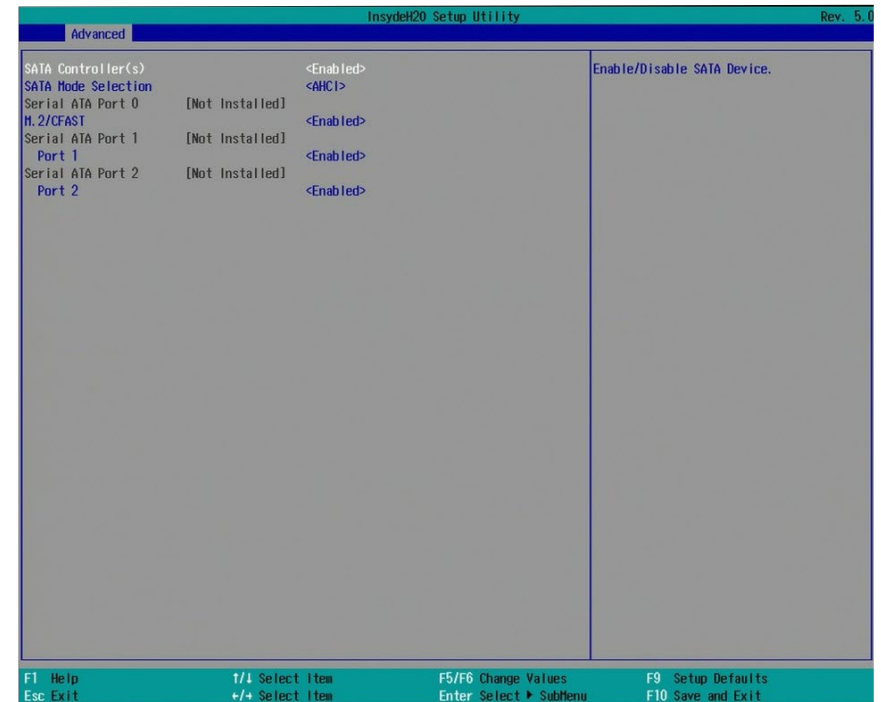 InsydeH2O Setup Utility Rev. 5.0
Advanced
SATA Controller(s) <Enabled> Enable/Disable SATA Device.
SATA Mode Selection <AHCI>
Serial ATA Port 0 [Not Installed]
M.2/CFAST <Enabled>
Serial ATA Port 1 [Not Installed]
Port 1 <Enabled>
Serial ATA Port 2 [Not Installed]
Port 2 <Enabled>
F1 Help ↑/↓ Select Item F5/F6 Change Values F9 Setup Defaults
Esc Exit ←/→ Select Item Enter Select ▶ SubMenu F10 Save and Exit